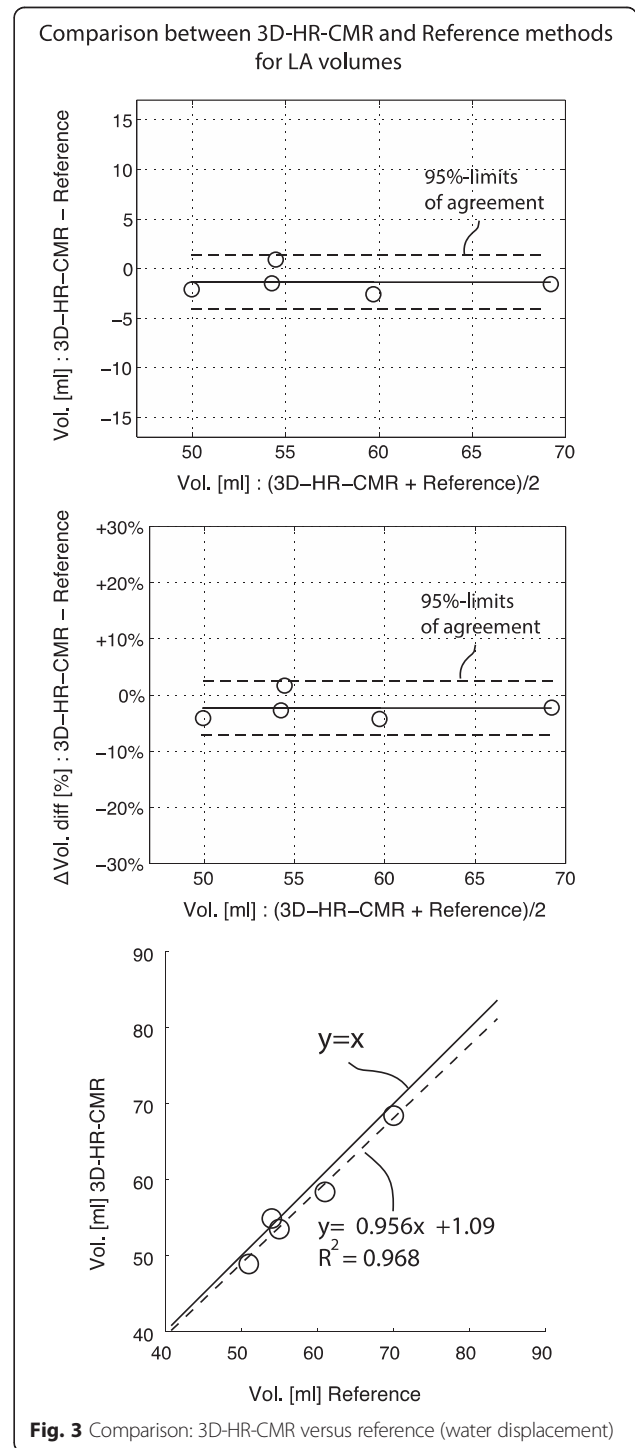 Comparison between 3D-HR-CMR and Reference methods
for LA volumes
Vol. [ml] : 3D–HR–CMR – Reference
15
10
5
0
−5
−10
−15
95%-limits
of agreement
50
55
60
65
70
Vol. [ml] : (3D–HR–CMR + Reference)/2
ΔVol. diff [%] : 3D–HR–CMR – Reference
+30%
+20%
+10%
0%
−10%
−20%
−30%
95%-limits
of agreement
50
55
60
65
70
Vol. [ml] : (3D–HR–CMR + Reference)/2
Vol. [ml] 3D-HR-CMR
90
80
70
60
50
40
y=x
y= 0.956x +1.09
R² = 0.968
40
50
60
70
80
90
Vol. [ml] Reference
Fig. 3 Comparison: 3D-HR-CMR versus reference (water displacement)